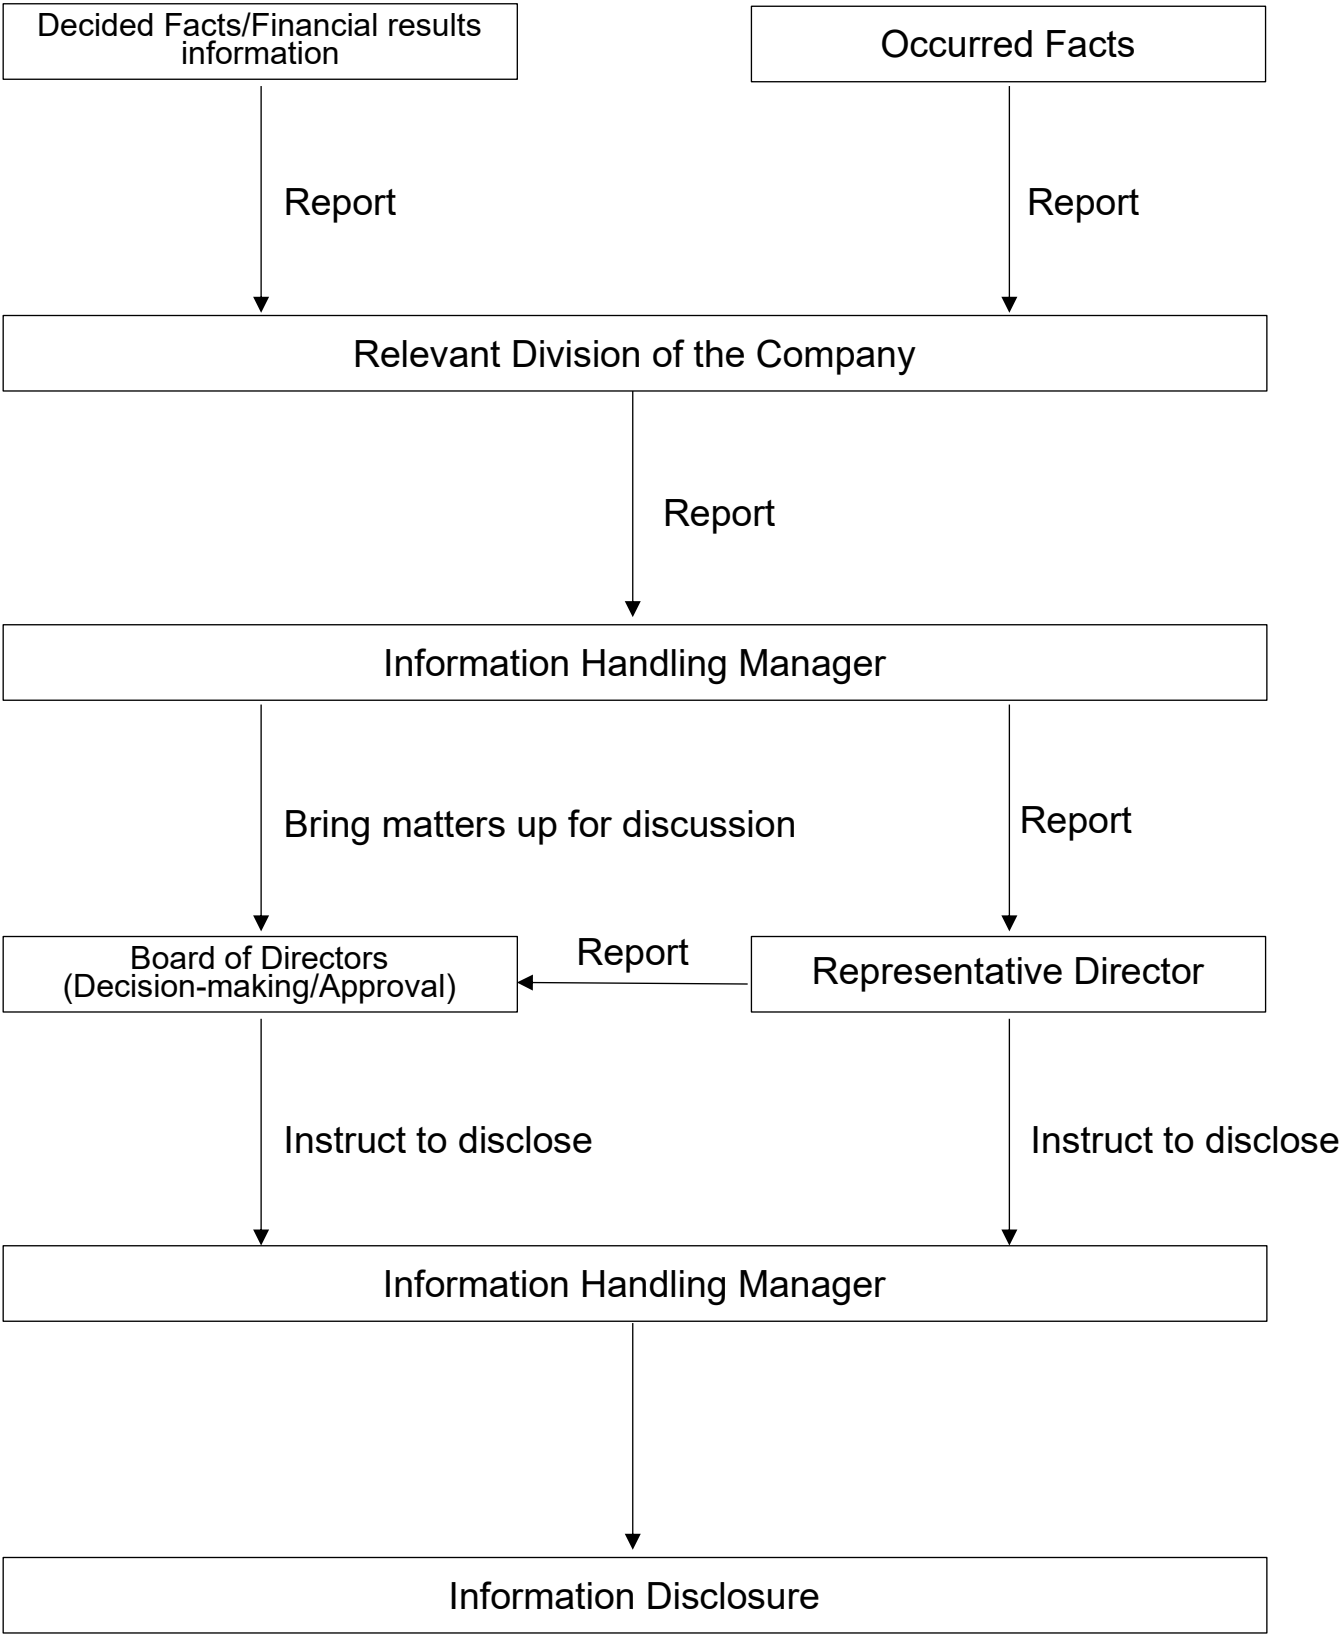 Decided Facts/Financial results
information
Occurred Facts
Report
Report
Relevant Division of the Company
Report
Information Handling Manager
Bring matters up for discussion
Report
Board of Directors
(Decision-making/Approval)
Report
Representative Director
Instruct to disclose
Instruct to disclose
Information Handling Manager
Information Disclosure